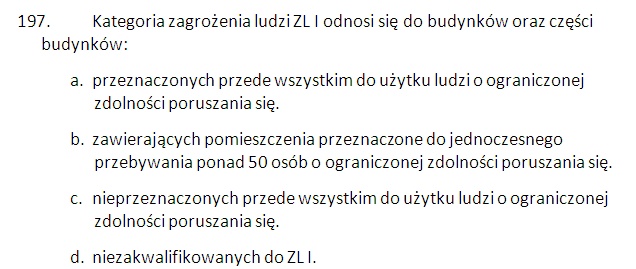 197. Kategoria zagrożenia ludzi ZL I odnosi się do budynków oraz części
budynków:
a. przeznaczonych przede wszystkim do użytku ludzi o ograniczonej
zdolności poruszania się.
b. zawierających pomieszczenia przeznaczone do jednoczesnego
przebywania ponad 50 osób o ograniczonej zdolności poruszania się.
c. nieprzeznaczonych przede wszystkim do użytku ludzi o ograniczonej
zdolności poruszania się.
d. niezakwalifikowanych do ZL I.